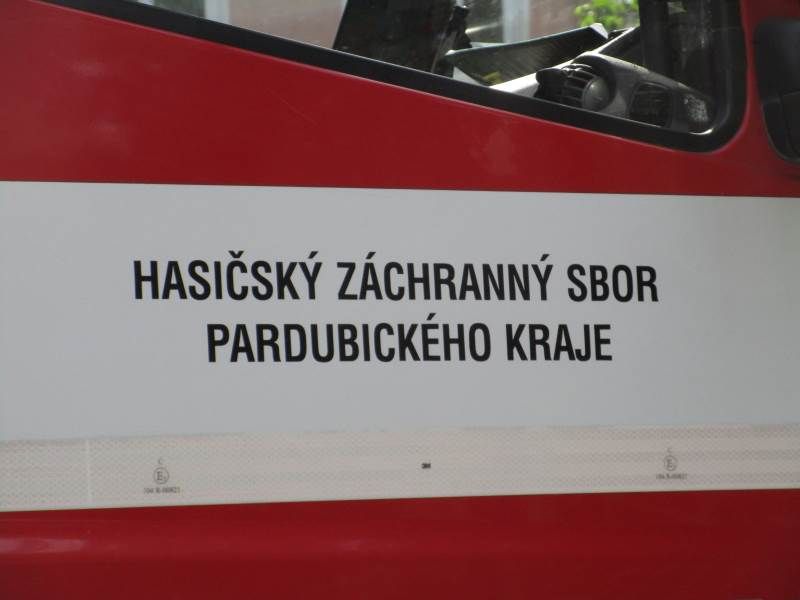 HASIČSKÝ ZÁCHRANNÝ SBOR
PARDUBICKÉHO KRAJE